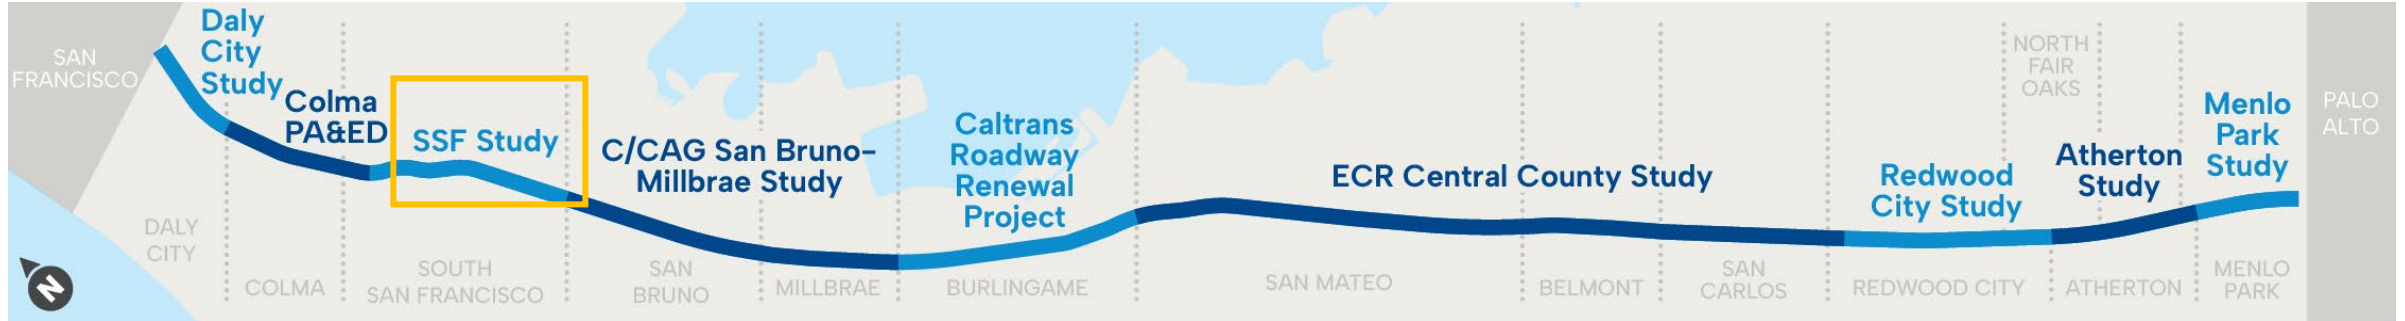 SAN
FRANCISCO
Daly
City
Study
Colma
PA&ED
SSF Study
C/CAG San Bruno-
Millbrae Study
Caltrans
Roadway
Renewal
Project
ECR Central County Study
Redwood
City Study
NORTH
FAIR
OAKS
Atherton
Study
Menlo
Park
Study
PALO
ALTO
DALY
CITY
COLMA
SOUTH
SAN FRANCISCO
SAN
BRUNO
MILLBRAE
BURLINGAME
SAN MATEO
BELMONT
SAN
CARLOS
REDWOOD CITY
ATHERTON
MENLO
PARK
N